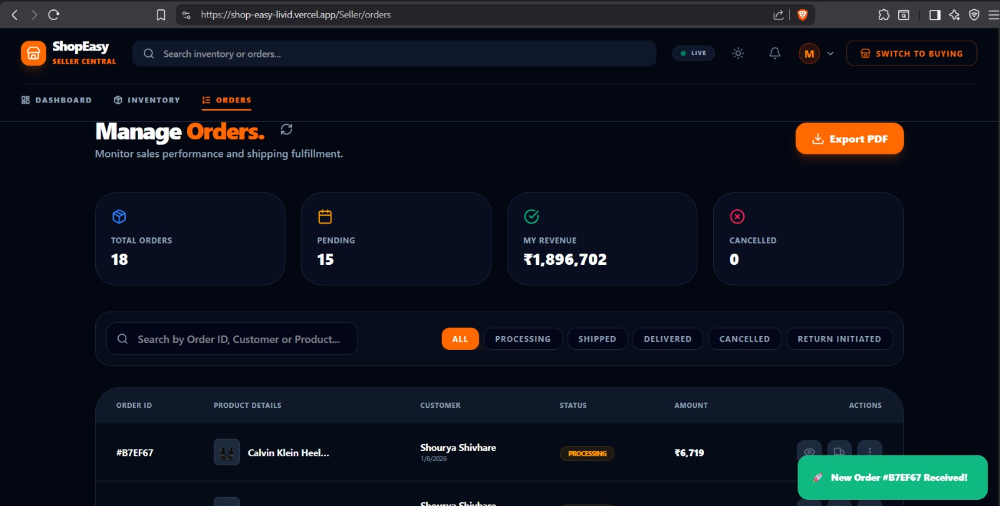 https://shop-easy-livid.vercel.app/Seller/orders
ShopEasy
SELLER CENTRAL
Search inventory or orders...
LIVE
M
SWITCH TO BUYING
DASHBOARD
INVENTORY
ORDERS
Manage Orders.
Monitor sales performance and shipping fulfillment.
Export PDF
TOTAL ORDERS
18
PENDING
15
MY REVENUE
₹1,896,702
CANCELLED
0
Search by Order ID, Customer or Product...
ALL
PROCESSING
SHIPPED
DELIVERED
CANCELLED
RETURN INITIATED
ORDER ID
PRODUCT DETAILS
CUSTOMER
STATUS
AMOUNT
ACTIONS
#B7EF67
Calvin Klein Heel...
Shourya Shivhare
1/6/2026
PROCESSING
₹6,719
🚀 New Order #B7EF67 Received!
Shourya Shivhare